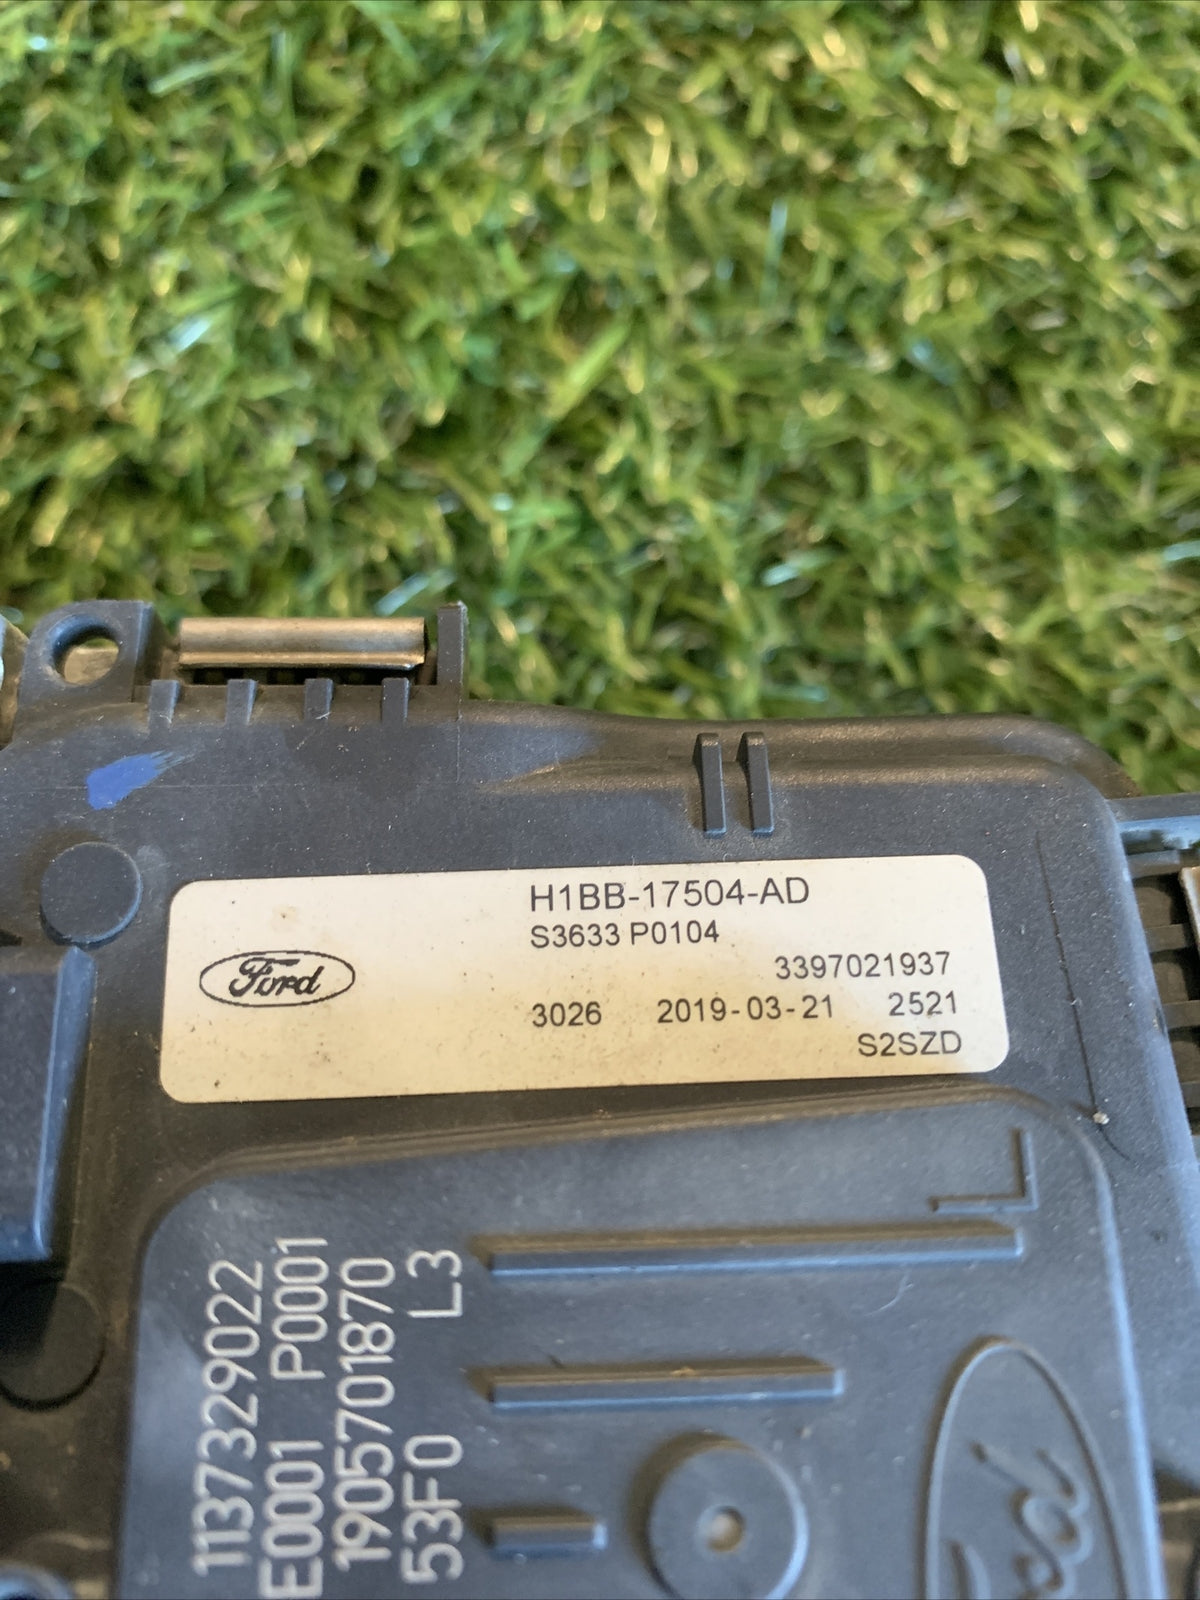 H1BB-17504-AD
S3633 P0104
3397021937
Ford
3026 2019-03-21 2521
S2SZD
L
1137329022
E0001 P0001
1905701870
53F0 L3
Ford